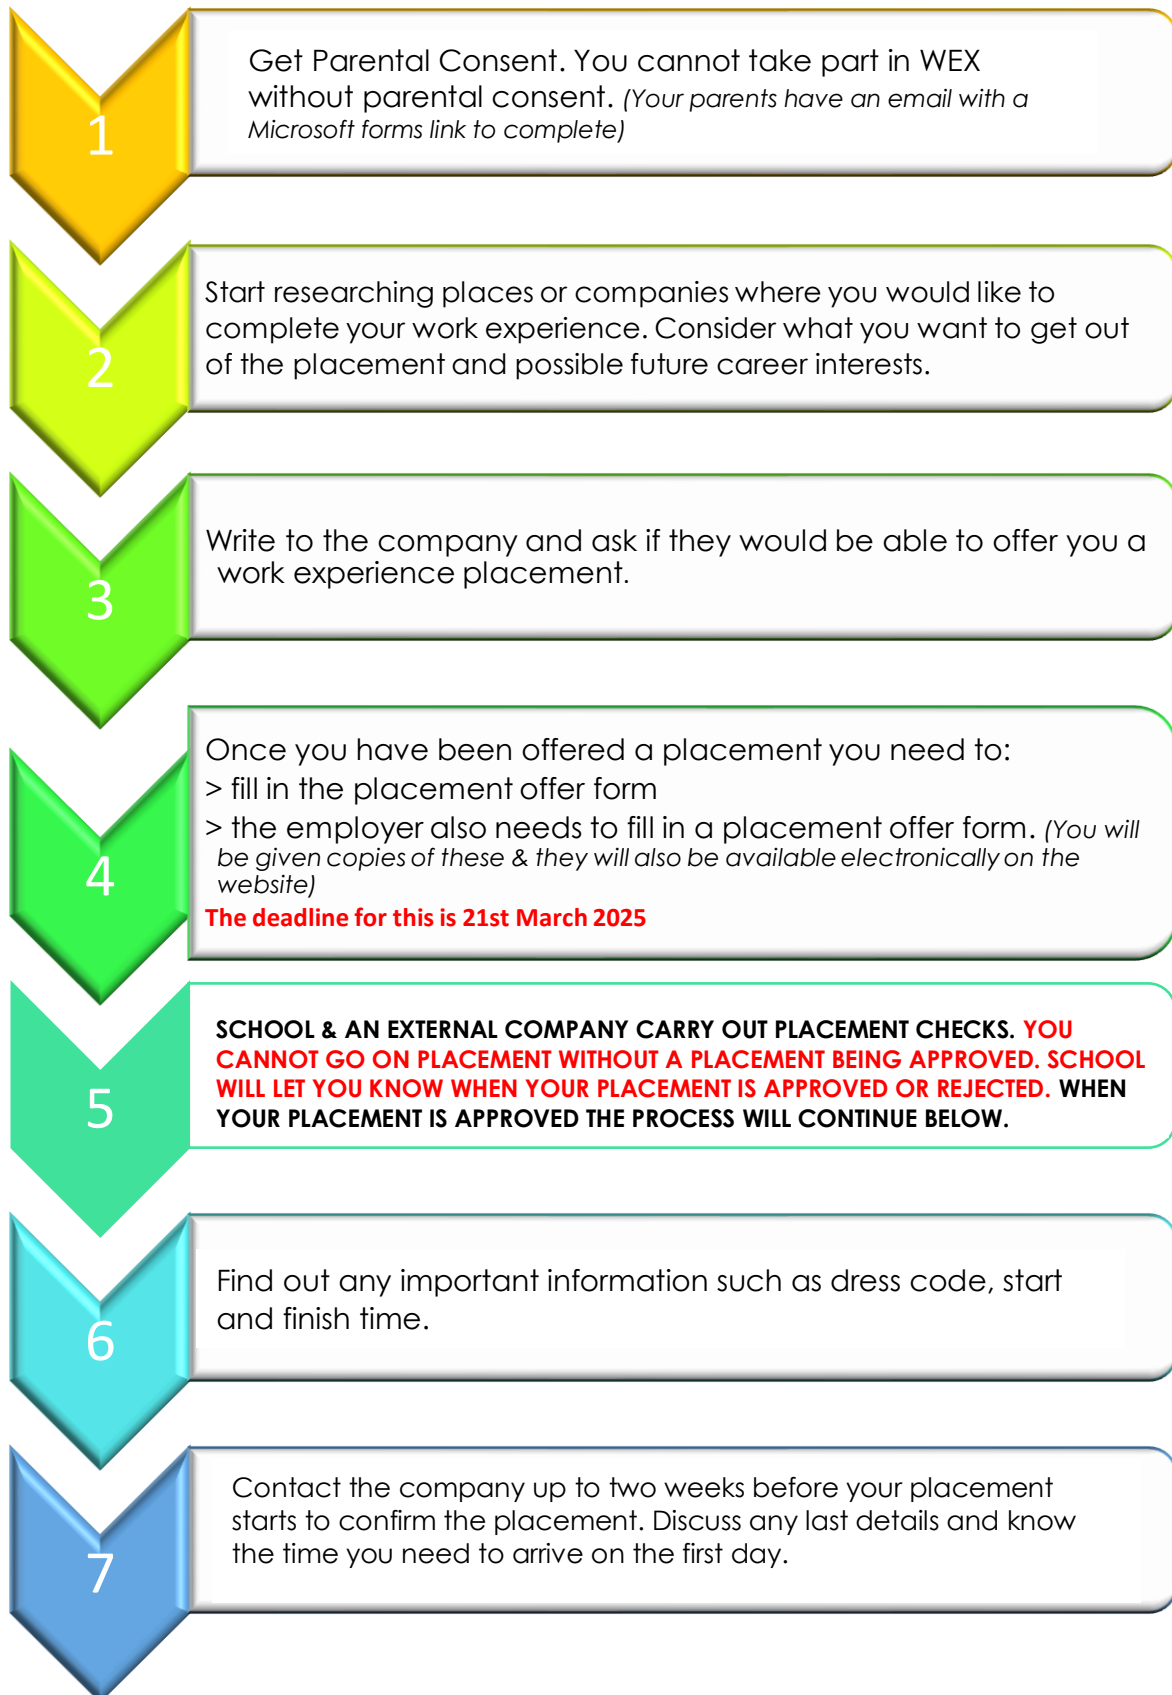 1
Get Parental Consent. You cannot take part in WEX
without parental consent. (Your parents have an email with a
Microsoft forms link to complete)
2
Start researching places or companies where you would like to
complete your work experience. Consider what you want to get out
of the placement and possible future career interests.
3
Write to the company and ask if they would be able to offer you a
work experience placement.
4
Once you have been offered a placement you need to:
> fill in the placement offer form
> the employer also needs to fill in a placement offer form. (You will
be given copies of these & they will also be available electronically on the
website)
The deadline for this is 21st March 2025
5
SCHOOL & AN EXTERNAL COMPANY CARRY OUT PLACEMENT CHECKS. YOU
CANNOT GO ON PLACEMENT WITHOUT A PLACEMENT BEING APPROVED. SCHOOL
WILL LET YOU KNOW WHEN YOUR PLACEMENT IS APPROVED OR REJECTED. WHEN
YOUR PLACEMENT IS APPROVED THE PROCESS WILL CONTINUE BELOW.
6
Find out any important information such as dress code, start
and finish time.
7
Contact the company up to two weeks before your placement
starts to confirm the placement. Discuss any last details and know
the time you need to arrive on the first day.